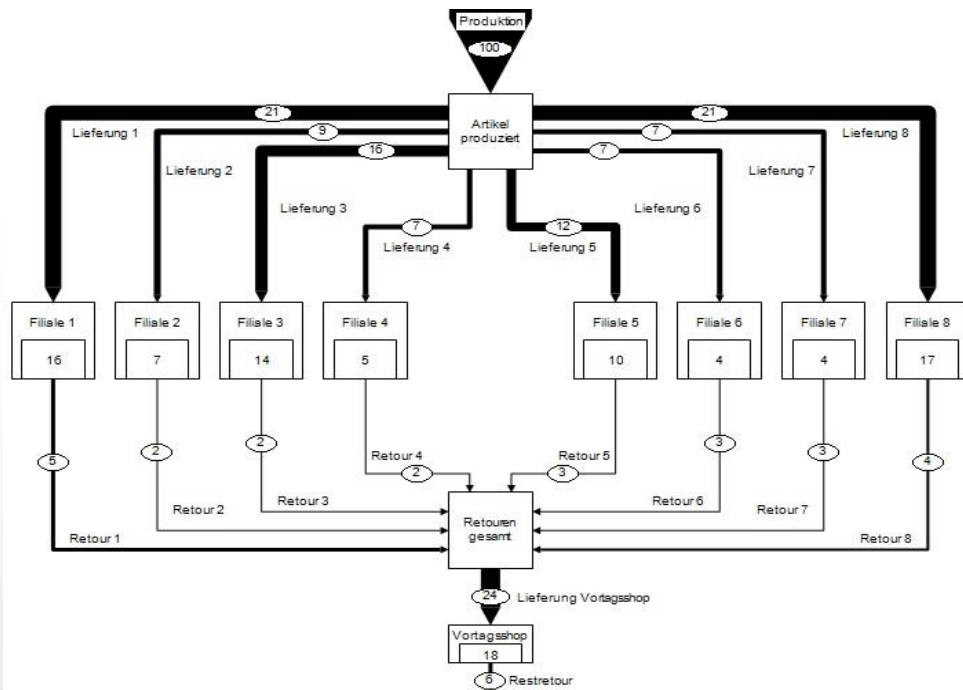 Produktion
100
Artikel
produziert
21
21
Lieferung 1
Lieferung 8
9
7
Lieferung 2
Lieferung 7
16
7
Lieferung 3
Lieferung 6
7
12
Lieferung 4
Lieferung 5
Filiale 1
Filiale 2
Filiale 3
Filiale 4
Filiale 5
Filiale 6
Filiale 7
Filiale 8
16
7
14
5
10
4
4
17
5
2
2
2
3
3
3
4
Retour 4
Retour 5
Retour 3
Retour 6
Retour 2
Retour 7
Retour 1
Retour 8
Retouren
gesamt
24
Lieferung Vortagsshop
Vortagsshop
18
6
Restretour